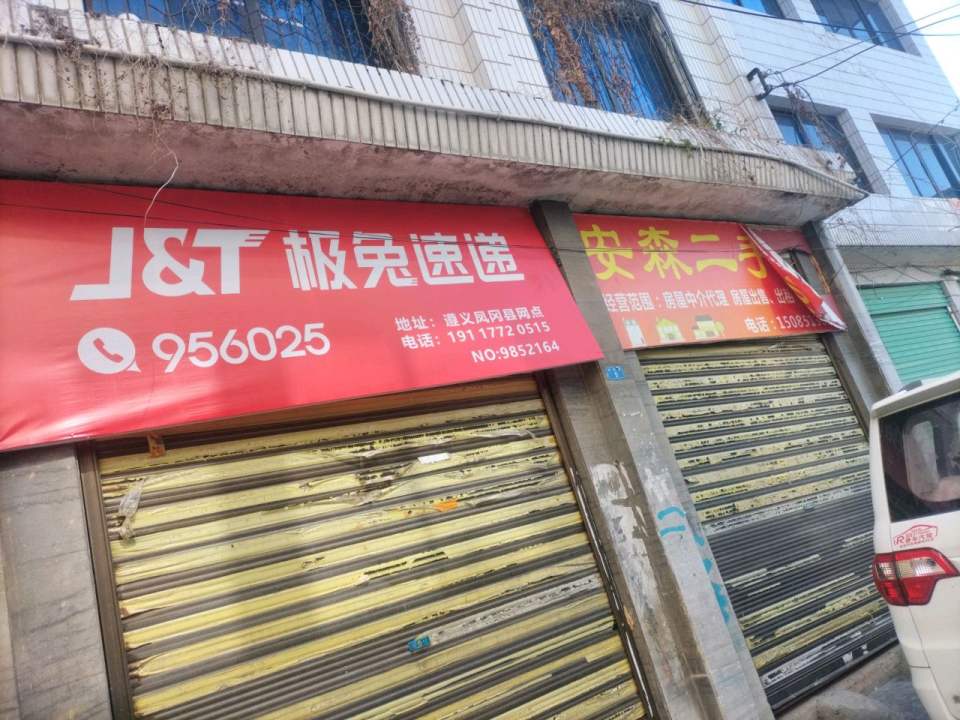 J&T 极兔速递
956025
地址：遵义凤冈县网点
电话：191 1772 0515
NO:9852164
安森二手
经营范围：房屋中介代理 房屋出售、出租
电话：15085